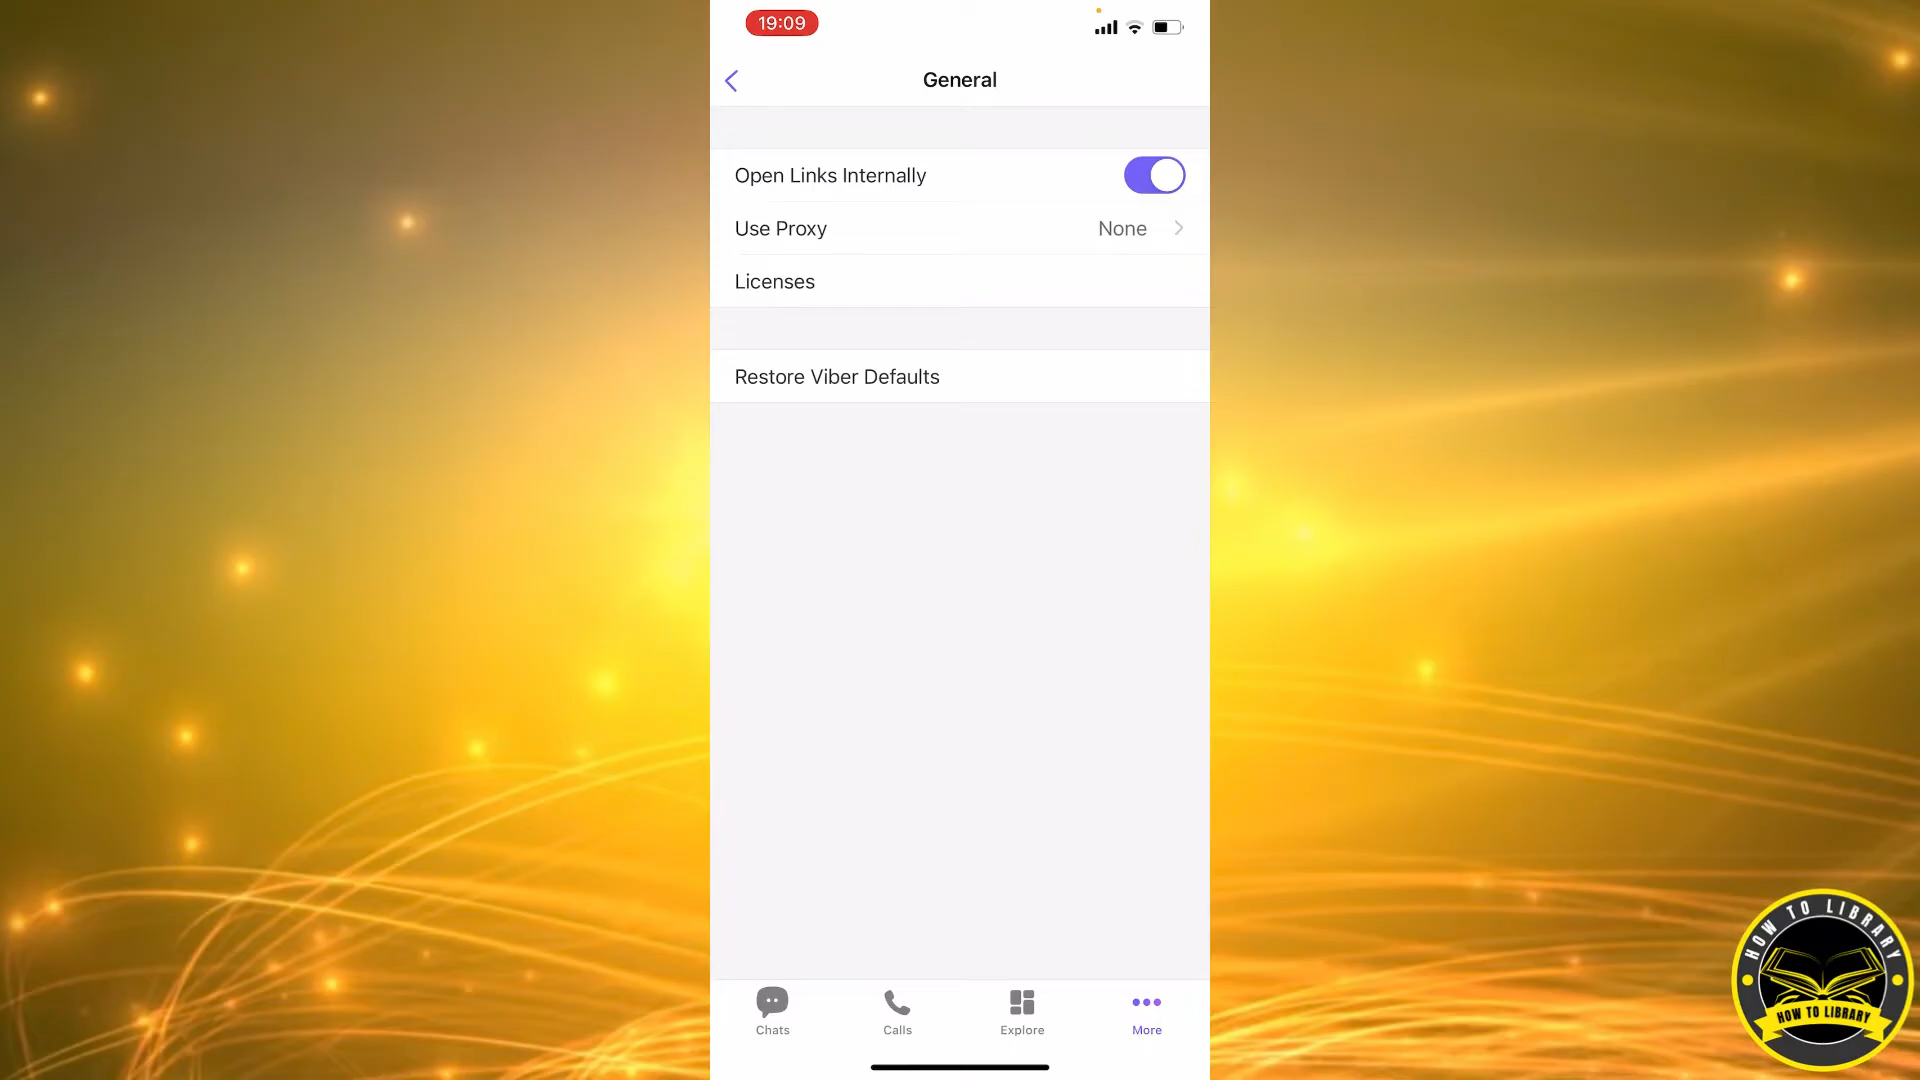 19:09
General
Open Links Internally
Use Proxy None
Licenses
Restore Viber Defaults
Chats Calls Explore More
HOW TO LIBRARY
HOW TO LIBRARY